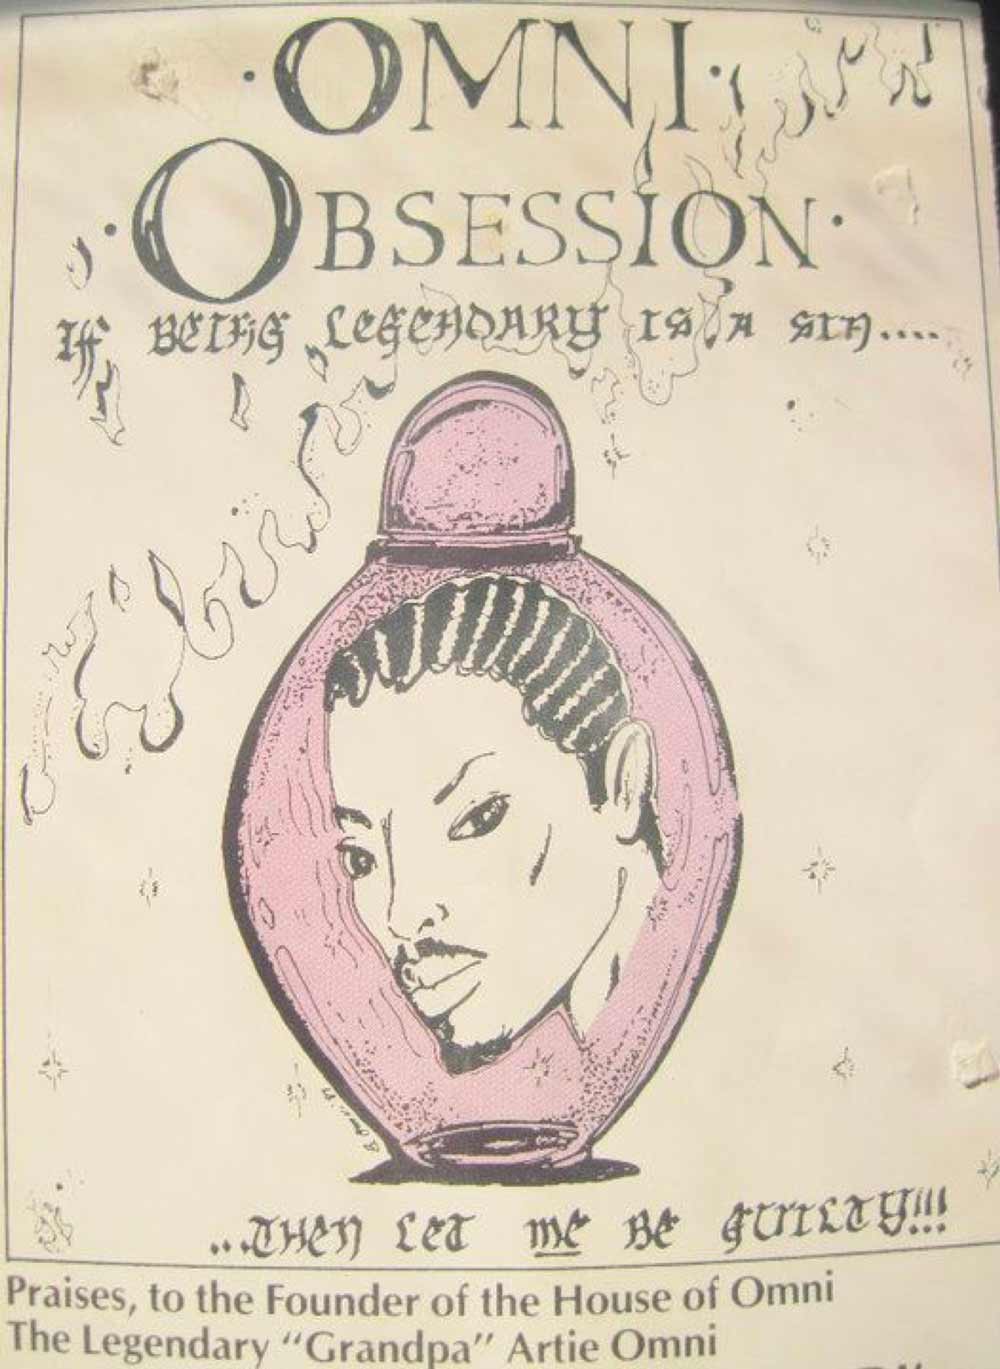 ·OMNI·
·OBSESSION·
IF BEING LEGENDARY IS A SIN....
...THEN LET ME BE GUILTY!!!
Praises, to the Founder of the House of Omni
The Legendary “Grandpa” Artie Omni